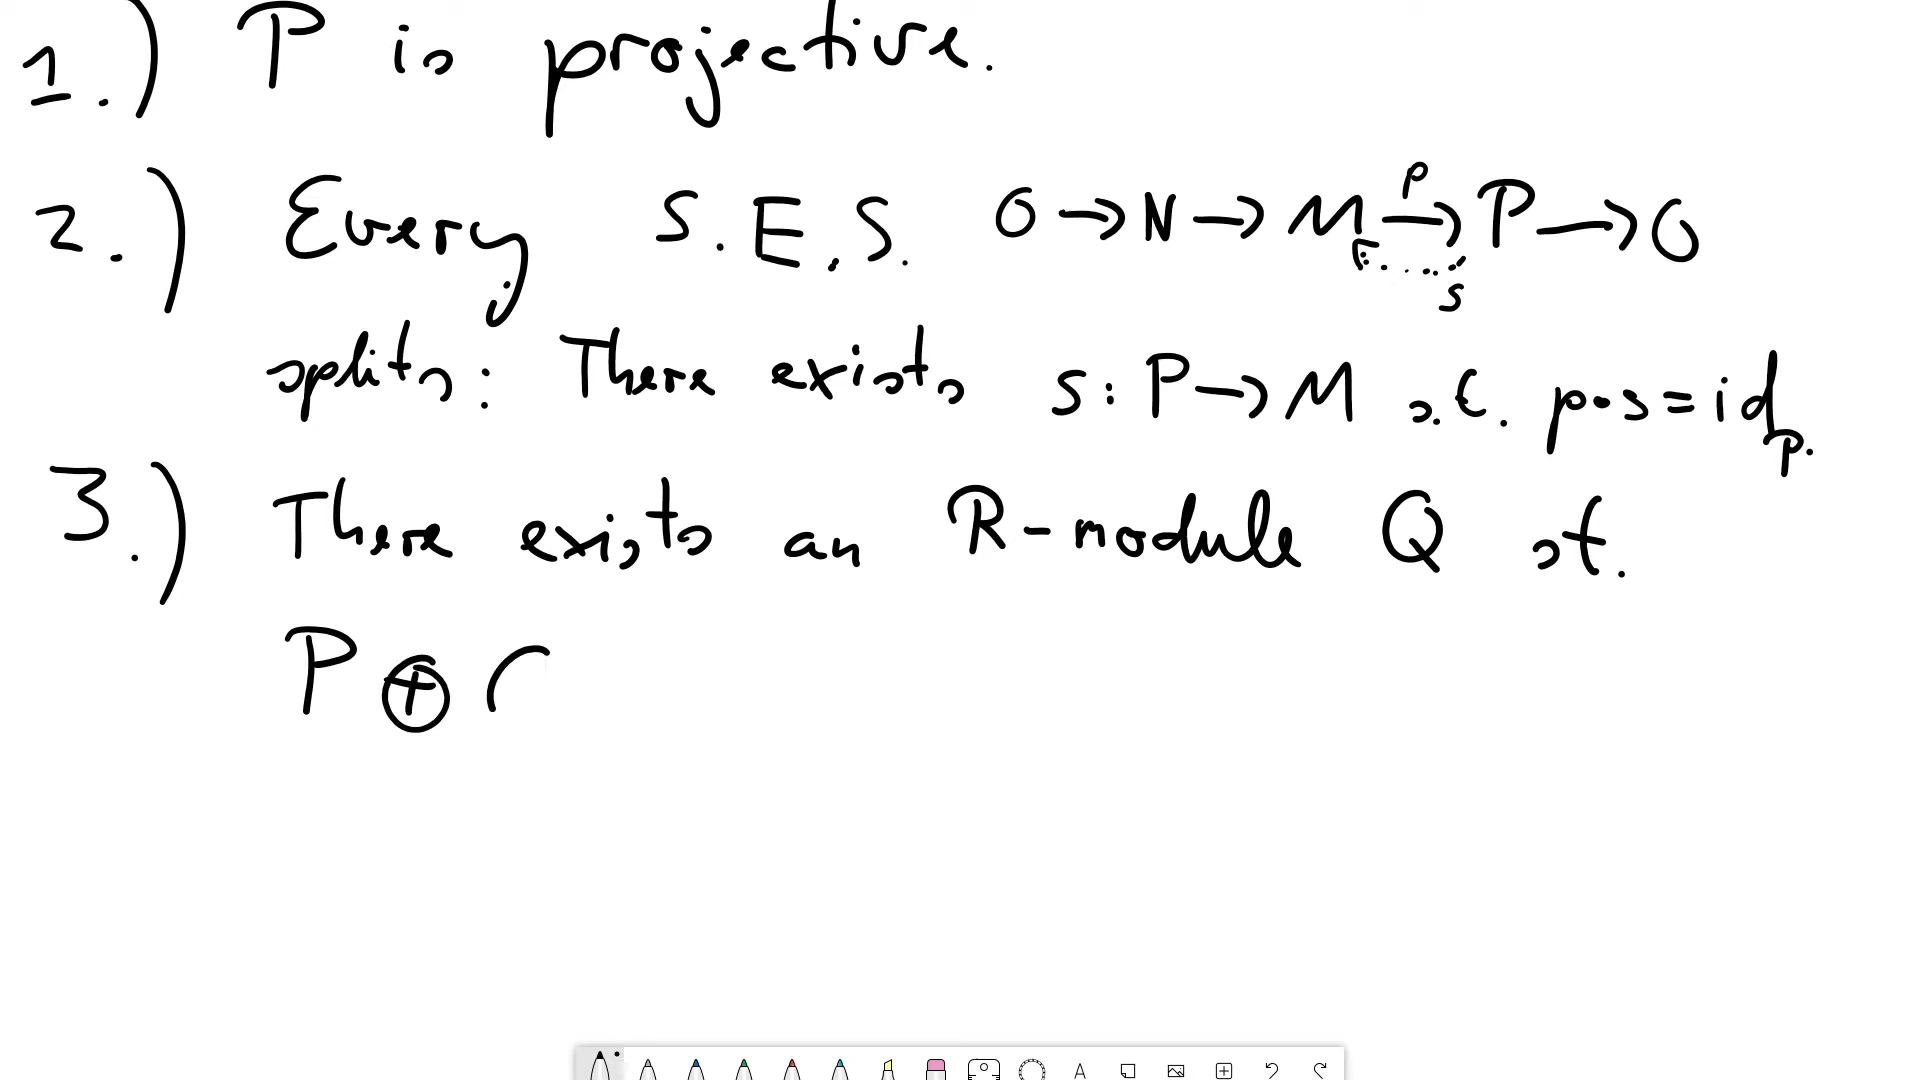 1.) P is projective.
2.) Every S.E.S. 0→N→M→P→0
p
s
splits: There exists s:P→M s.t. p∘s=id_P.
3.) There exists an R-module Q st.
P⊕